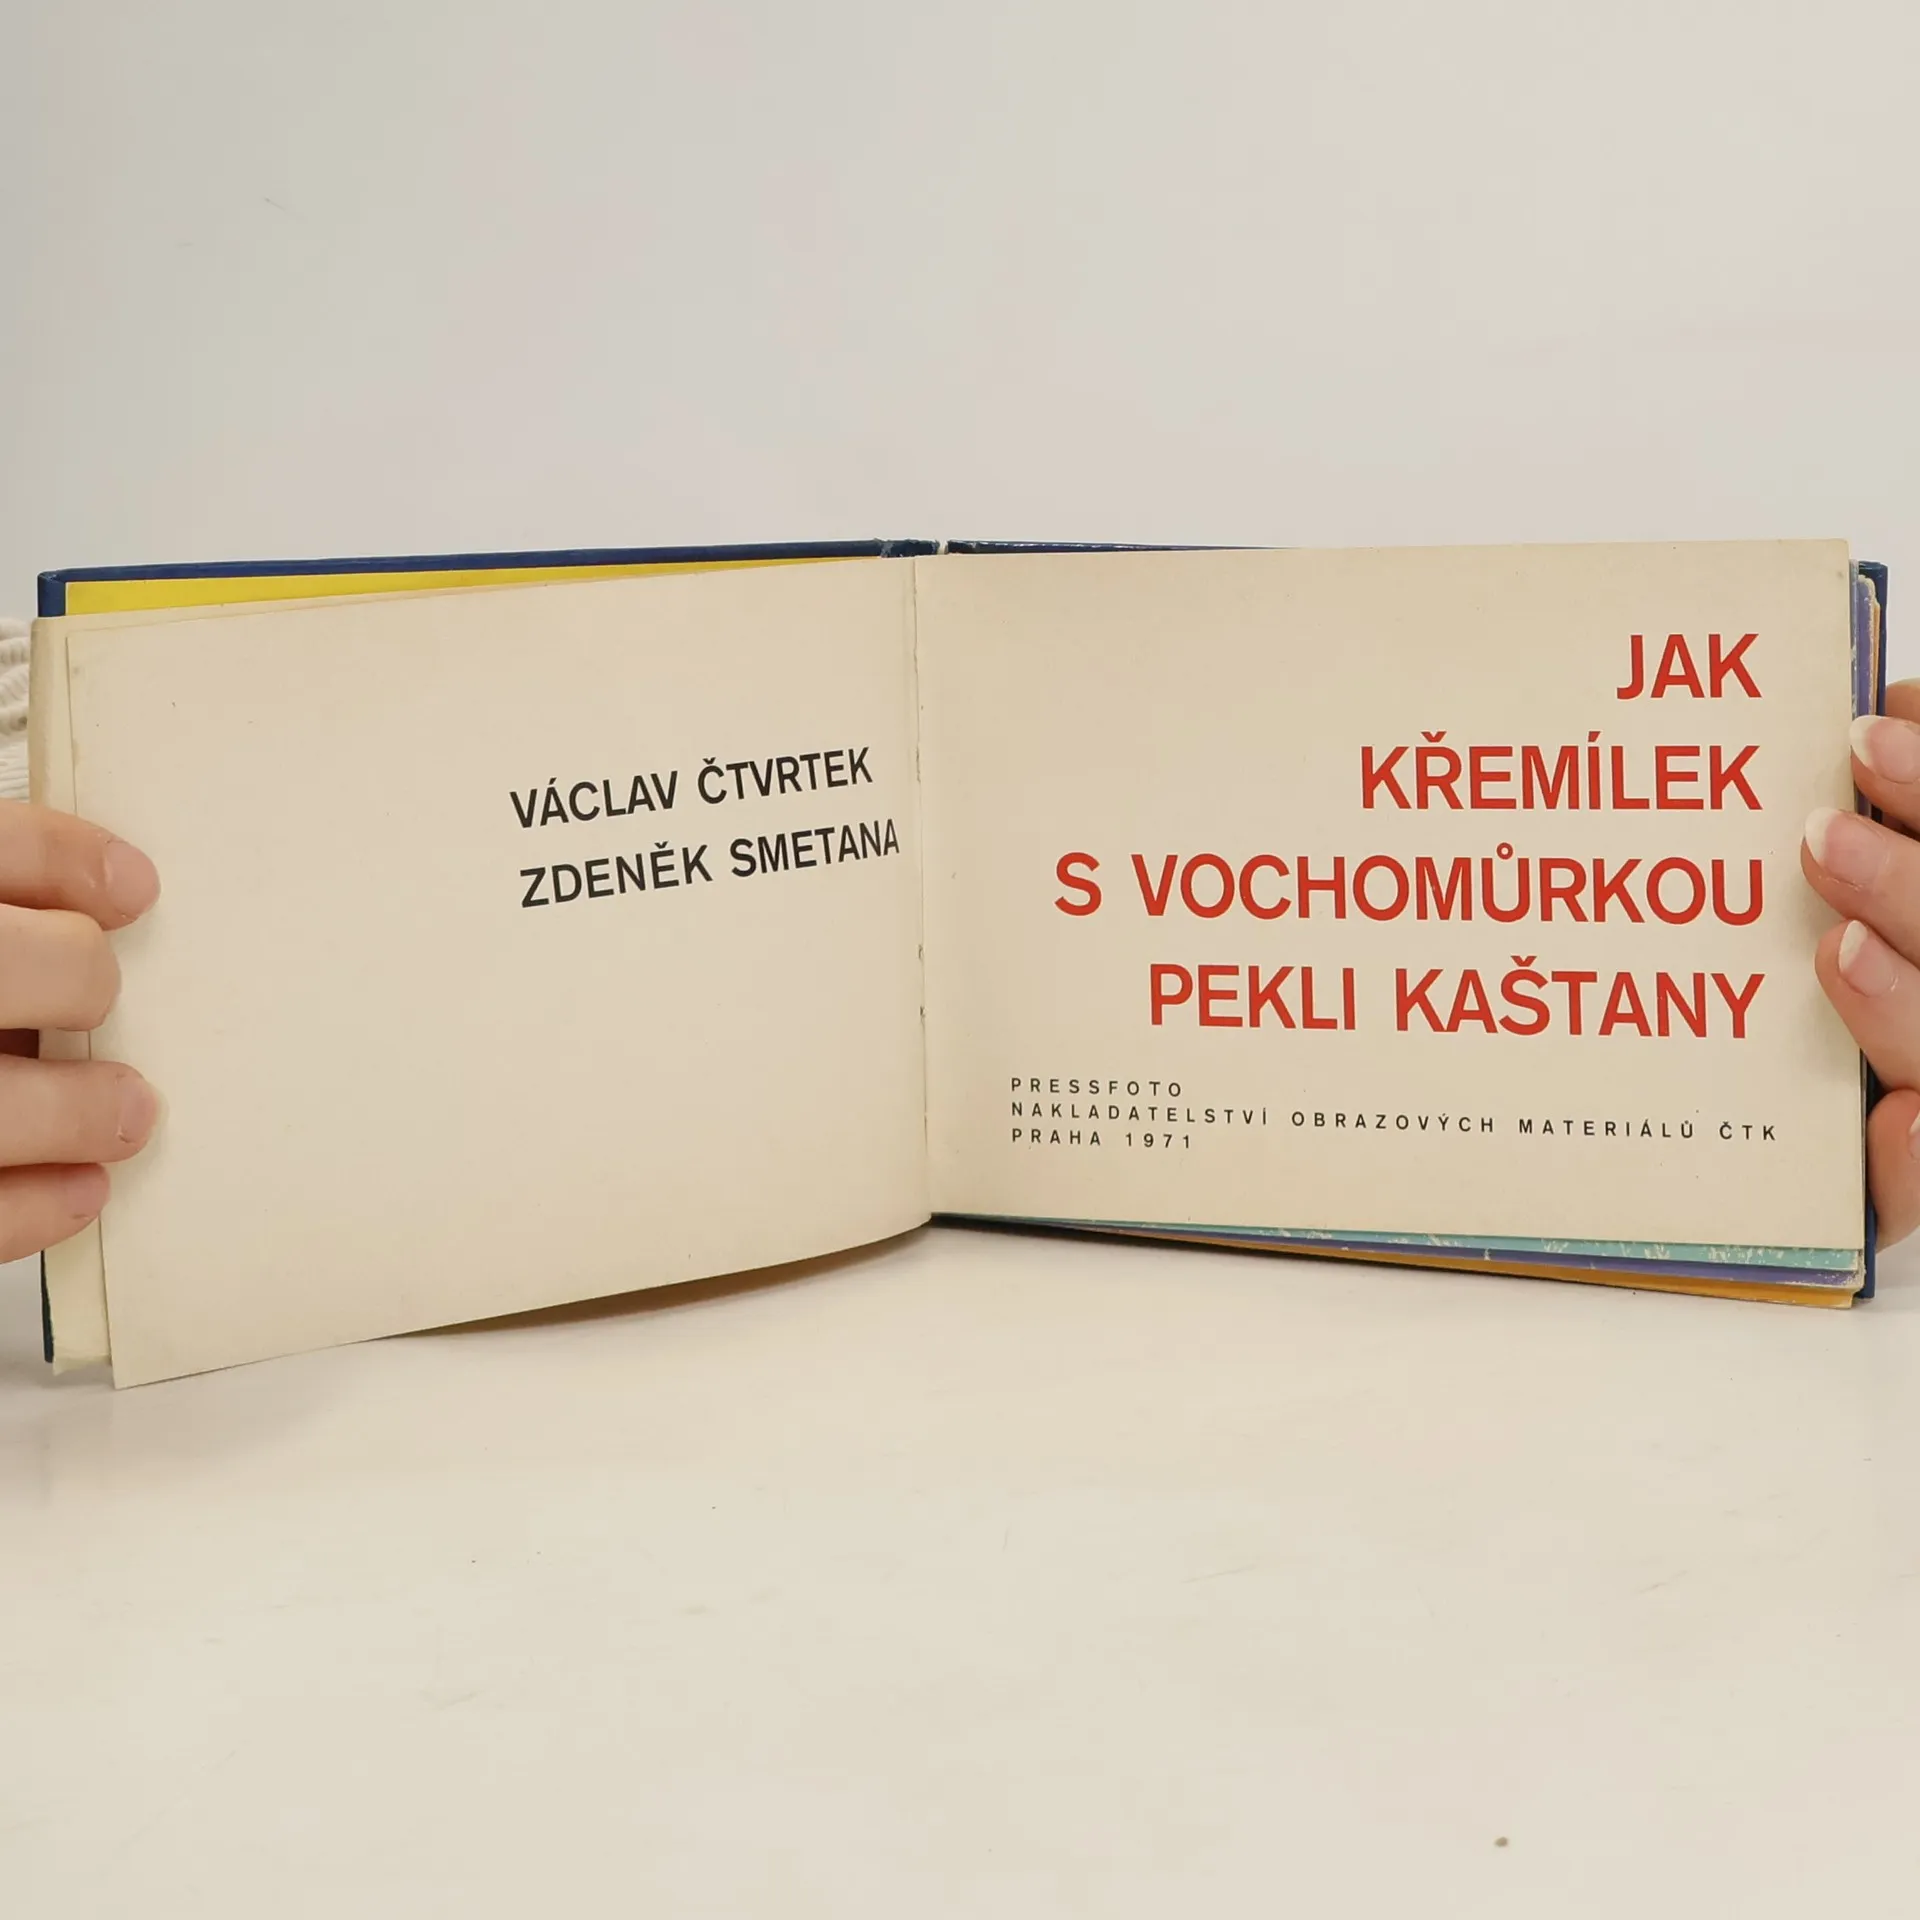 VÁCLAV ČTVRTEK
ZDENĚK SMETANA
JAK
KŘEMÍLEK
S VOCHOMŮRKOU
PEKLI KAŠTANY
PRESSFOTO
NAKLADATELSTVÍ OBRAZOVÝCH MATERIÁLŮ ČTK
PRAHA 1971